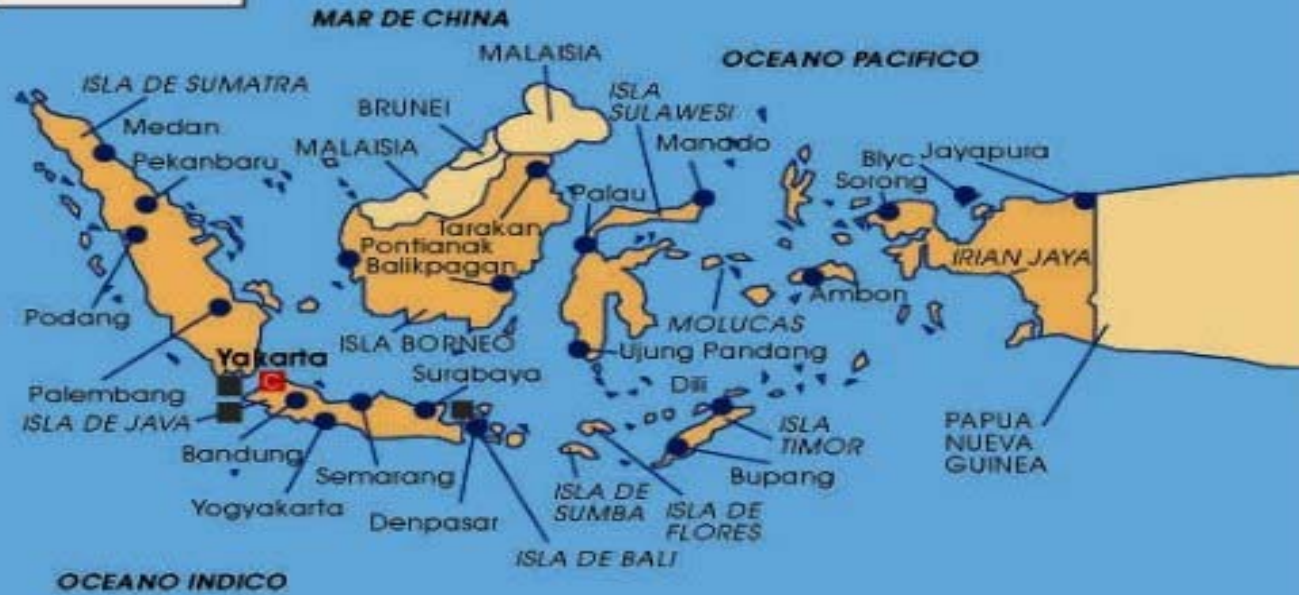 MAR DE CHINA
MALAISIA
OCEANO PACIFICO
ISLA DE SUMATRA
BRUNEI
ISLA
SULAWESI
Medan
MALAISIA
Manado
Pekanbaru
Blyc
Jayapura
Sorong
Palau
Tarakan
Pontianak
Balikpagan
IRIAN JAYA
Ambon
Podang
MOLUCAS
ISLA BORNEO
Ujung Pandang
Yakarta
C
Surabaya
Dili
Palembang
ISLA DE JAVA
ISLA
TIMOR
PAPUA
NUEVA
GUINEA
Bandung
Semarang
Bupang
Yogyakarta
Denpasar
ISLA DE
SUMBA
ISLA DE
FLORES
ISLA DE BALI
OCEANO INDICO